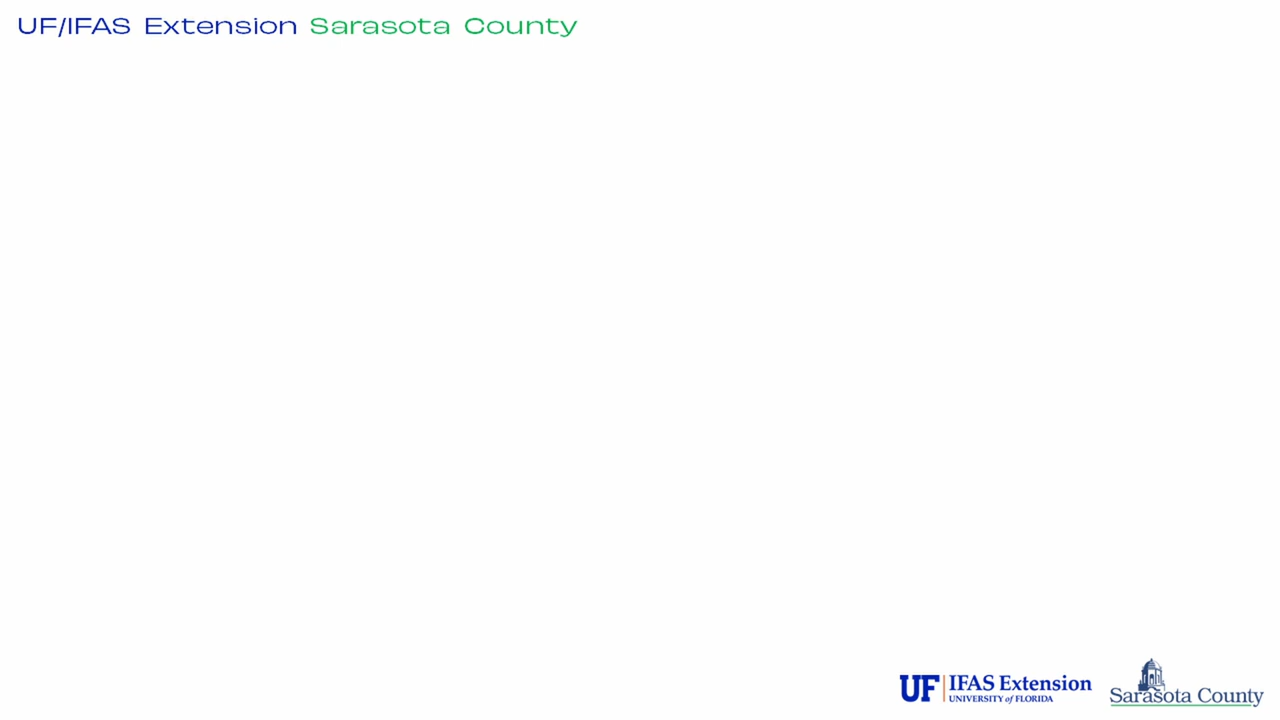 UF/IFAS Extension Sarasota County
UF IFAS Extension
UNIVERSITY of FLORIDA
Sarasota County